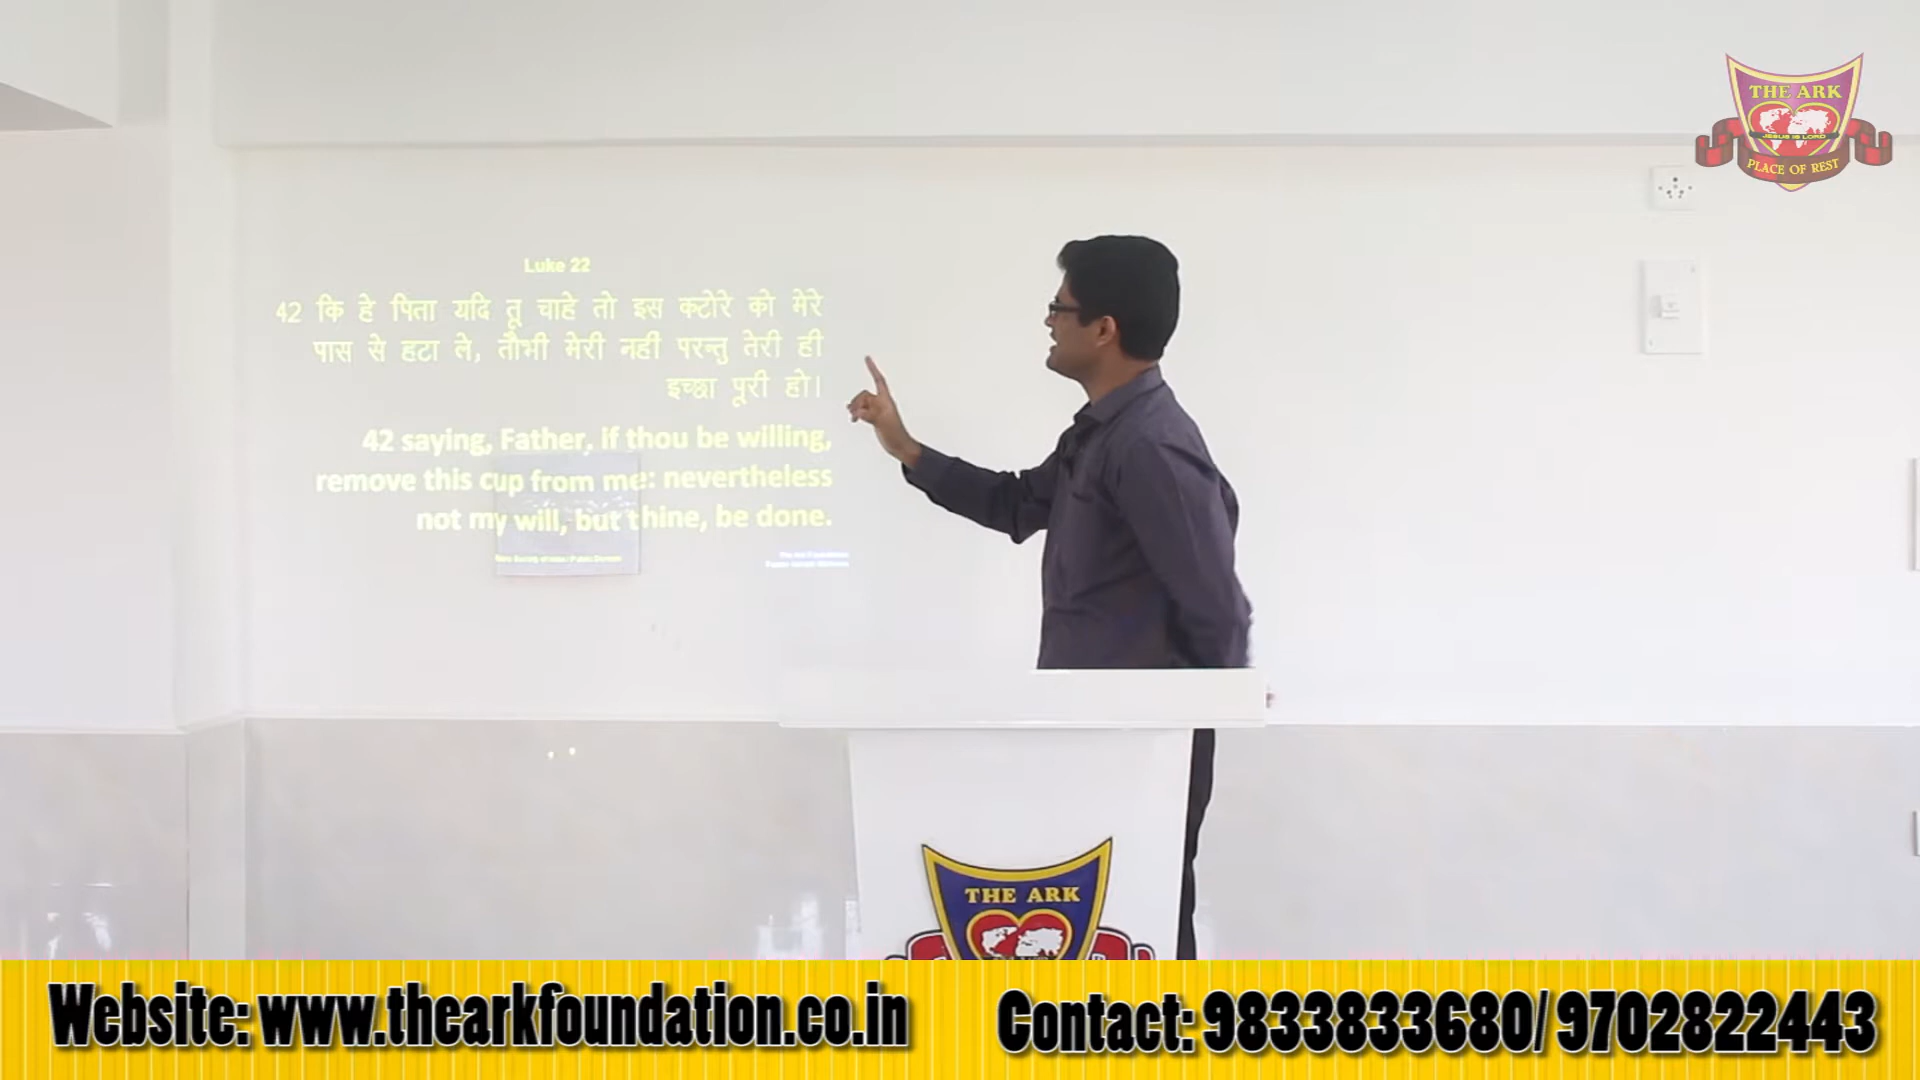 THE ARK
JESUS IS LORD
PLACE OF REST
Luke 22
42 कि हे पिता यदि तू चाहे तो इस कटोरे को मेरे
पास से हटा ले, तौभी मेरी नहीं परन्तु तेरी ही
इच्छा पूरी हो।
42 saying, Father, if thou be willing,
remove this cup from me: nevertheless
not my will, but thine, be done.
THE ARK
Website: www.thearkfoundation.co.in
Contact: 9833833680/ 9702822443